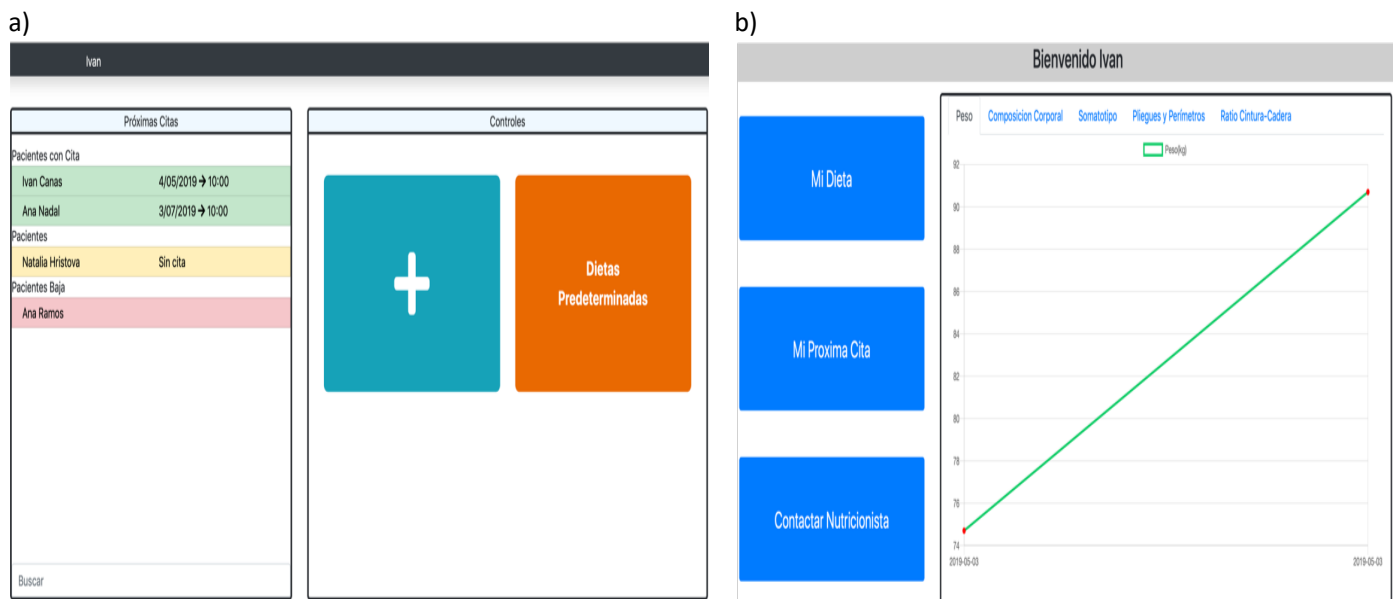 a)
Ivan
Próximas Citas
Pacientes con Cita
Ivan Canas 4/05/2019 → 10:00
Ana Nadal 3/07/2019 → 10:00
Pacientes
Natalia Hristova Sin cita
Pacientes Baja
Ana Ramos
Buscar
Controles
+
Dietas
Predeterminadas
b)
Bienvenido Ivan
Mi Dieta
Mi Proxima Cita
Contactar Nutricionista
Peso Composicion Corporal Somatotipo Pliegues y Perimetros Ratio Cintura-Cadera
Peso(kg)
92
90
88
86
84
82
80
78
76
74
2019-05-03 2019-05-03